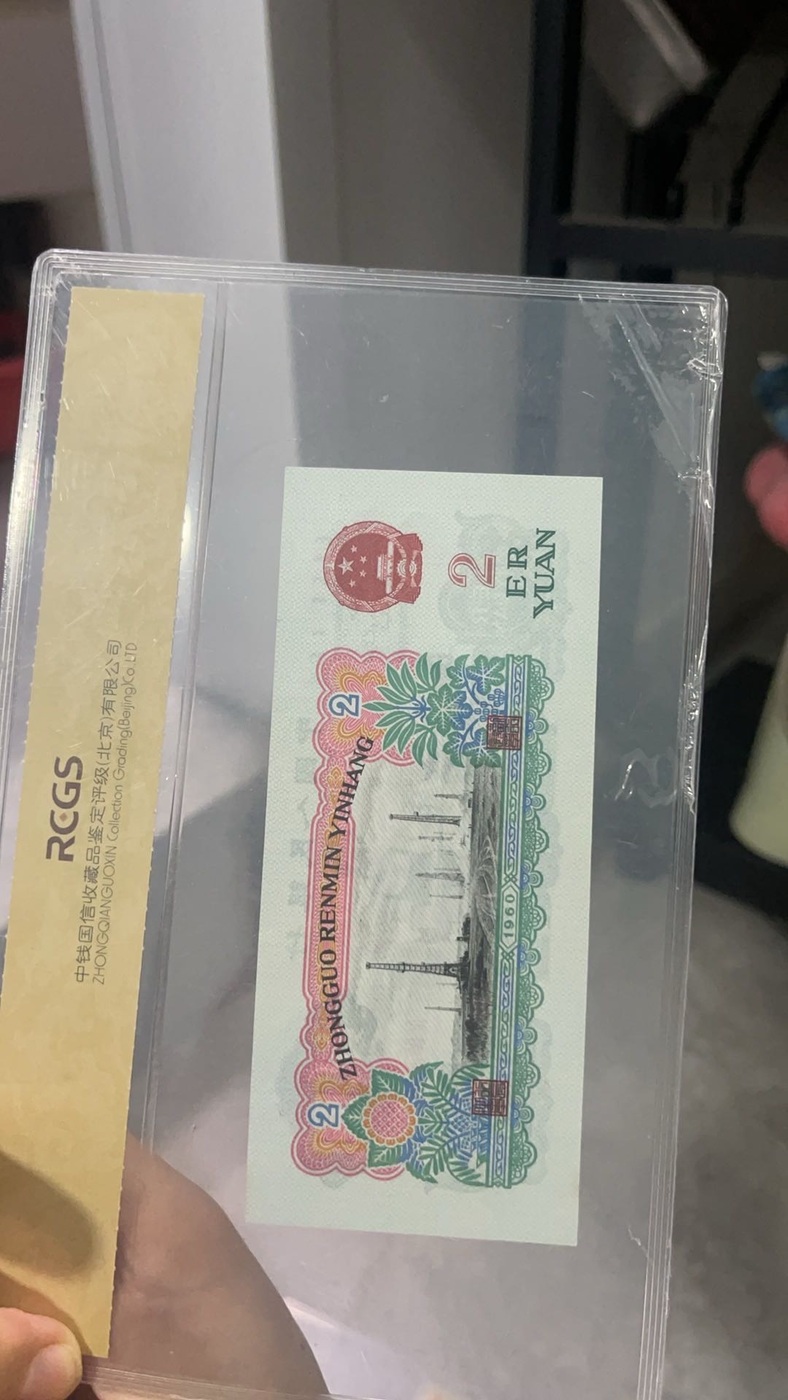 RCGS
中钱国信收藏品鉴定评级(北京)有限公司
ZHONGQIANGUOXIN Collection Grading(Beijing)Co.LTD
ZHONGGUO RENMIN YINHANG
2
2
1960
2
ER
YUAN